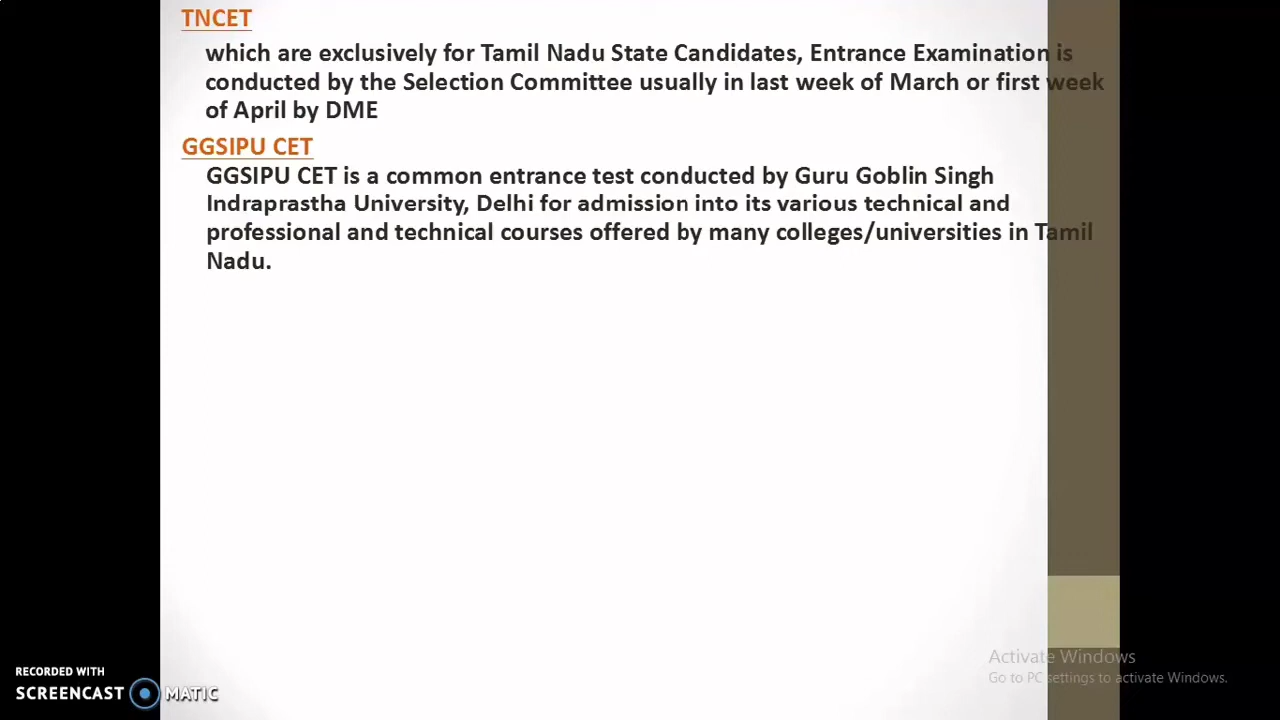 TNCET
which are exclusively for Tamil Nadu State Candidates, Entrance Examination is
conducted by the Selection Committee usually in last week of March or first week
of April by DME
GGSIPU CET
GGSIPU CET is a common entrance test conducted by Guru Goblin Singh
Indraprastha University, Delhi for admission into its various technical and
professional and technical courses offered by many colleges/universities in Tamil
Nadu.
Activate Windows
Go to PC settings to activate Windows.
RECORDED WITH
SCREENCAST MATIC